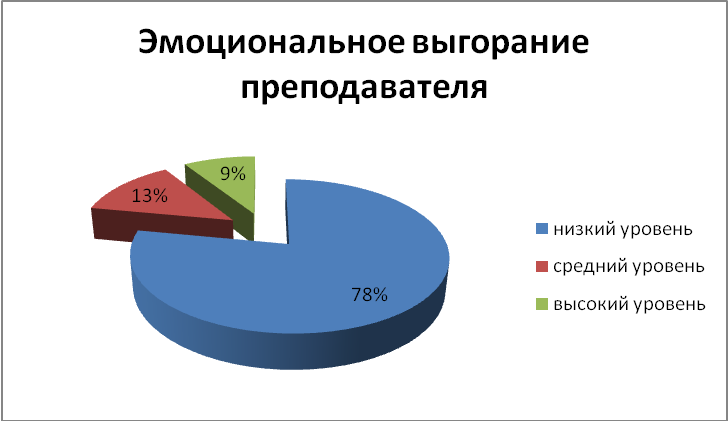 Эмоциональное выгорание
преподавателя
9%
13%
78%
низкий уровень
средний уровень
высокий уровень